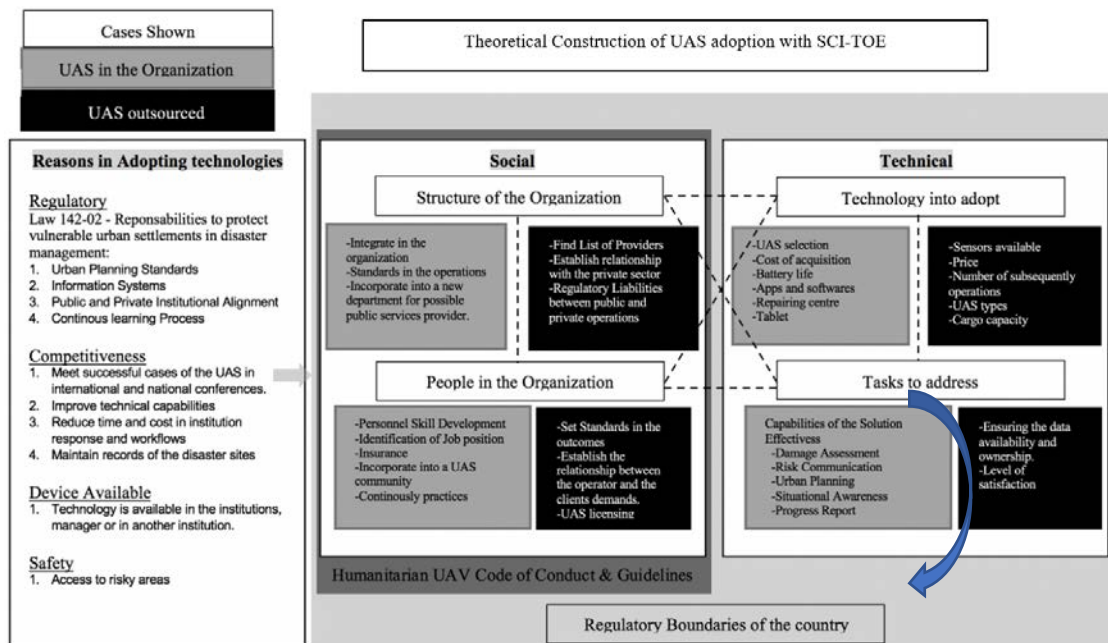 Cases Shown
UAS in the Organization
UAS outsourced
Theoretical Construction of UAS adoption with SCI-TOE
Reasons in Adopting technologies
Regulatory
Law 142-02 - Reponsabilities to protect
vulnerable urban settlements in disaster
management:
1. Urban Planning Standards
2. Information Systems
3. Public and Private Institutional Alignment
4. Continous learning Process
Competitiveness
1. Meet successful cases of the UAS in
international and national conferences.
2. Improve technical capabilities
3. Reduce time and cost in institution
response and workflows
4. Maintain records of the disaster sites
Device Available
1. Technology is available in the institutions,
manager or in another institution.
Safety
1. Access to risky areas
Social
Structure of the Organization
-Integrate in the
organization
-Standards in the operations
-Incorporate into a new
department for possible
public services provider.
-Find List of Providers
-Establish relationship
with the private sector
-Regulatory Liabilities
between public and
private operations
People in the Organization
-Personnel Skill Development
-Identification of Job position
-Insurance
-Incorporate into a UAS
community
-Continously practices
-Set Standards in the
outcomes
-Establish the
relationship between
the operator and the
clients demands.
-UAS licensing
Humanitarian UAV Code of Conduct & Guidelines
Technical
Technology into adopt
-UAS selection
-Cost of acquisition
-Battery life
-Apps and softwares
-Repairing centre
-Tablet
-Sensors available
-Price
-Number of subsequently
operations
-UAS types
-Cargo capacity
Tasks to address
Capabilities of the Solution
Effectivess
-Damage Assessment
-Risk Communication
-Urban Planning
-Situational Awareness
-Progress Report
-Ensuring the data
availability and
ownership.
-Level of
satisfaction
Regulatory Boundaries of the country